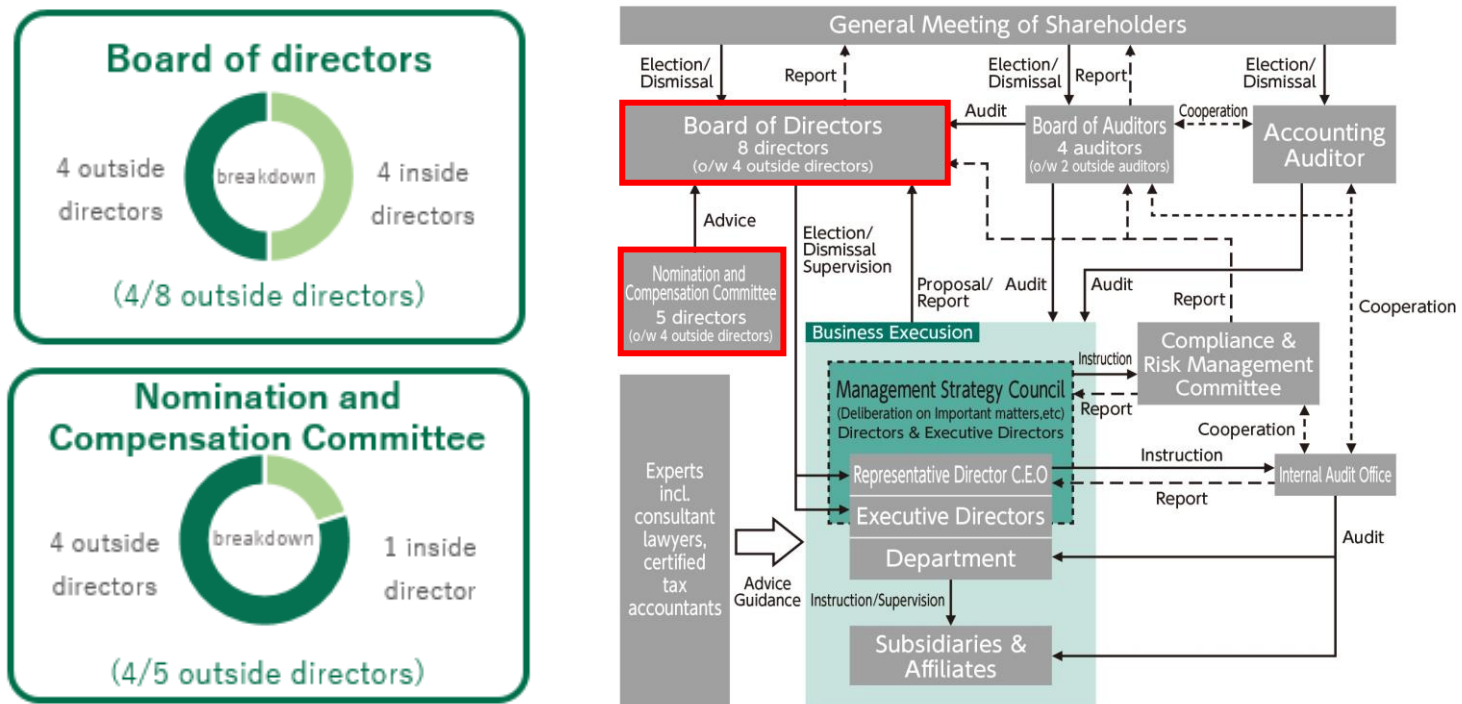 Board of directors
4 outside
directors
breakdown
4 inside
directors
(4/8 outside directors)
Nomination and
Compensation Committee
4 outside
directors
breakdown
1 inside
director
(4/5 outside directors)
General Meeting of Shareholders
Election/
Dismissal
Report
Election/
Dismissal
Report
Election/
Dismissal
Board of Directors
8 directors
(o/w 4 outside directors)
Audit
Board of Auditors
4 auditors
(o/w 2 outside auditors)
Cooperation
Accounting
Auditor
Advice
Election/
Dismissal
Supervision
Nomination and
Compensation Committee
5 directors
(o/w 4 outside directors)
Proposal/
Report
Audit
Audit
Report
Cooperation
Business Execusion
Compliance &
Risk Management
Committee
Instruction
Report
Management Strategy Council
(Deliberation on Important matters,etc)
Directors & Executive Directors
Cooperation
Representative Director C.E.O
Instruction
Report
Internal Audit Office
Executive Directors
Department
Audit
Experts
incl.
consultant
lawyers,
certified
tax
accountants
Advice
Guidance
Instruction/Supervision
Subsidiaries &
Affiliates